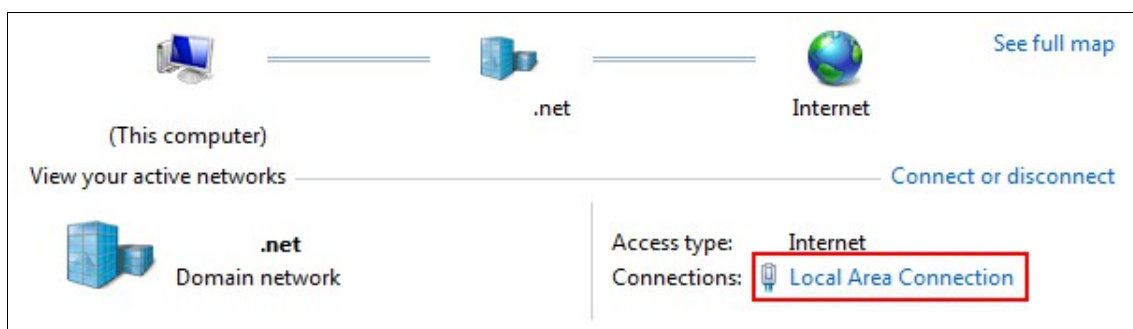 See full map
.net
Internet
(This computer)
View your active networks
Connect or disconnect
.net
Domain network
Access type: Internet
Connections: Local Area Connection